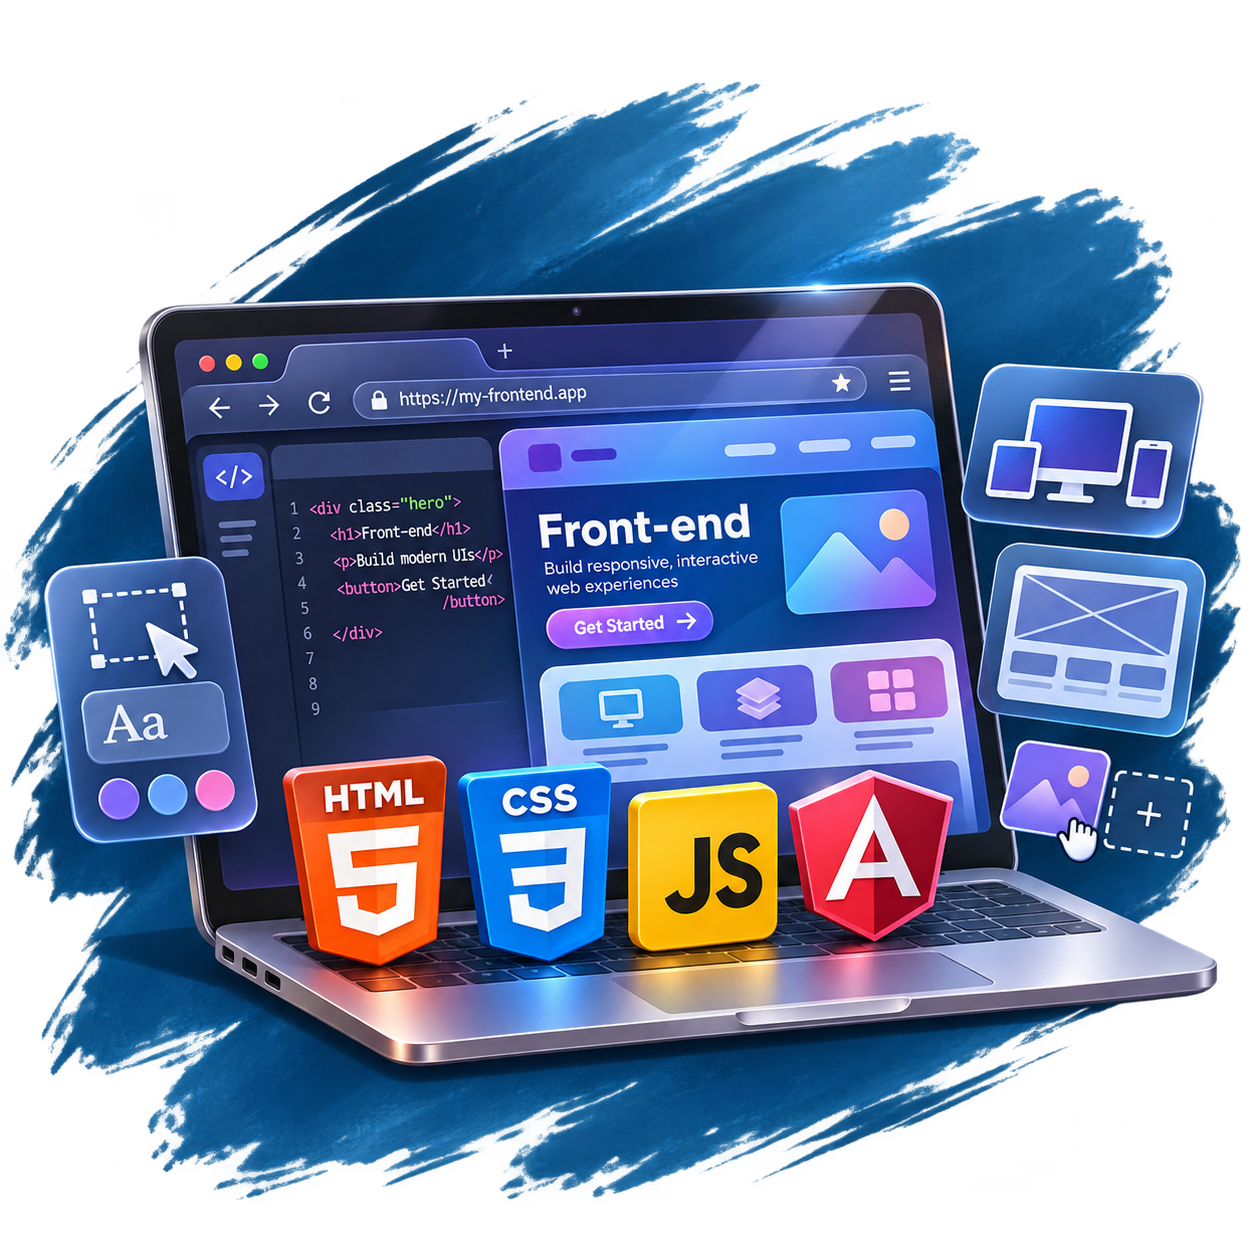 https://my-frontend.app
</>
1 <div class="hero">
2 <h1>Front-end</h1>
3 <p>Build modern UIs</p>
4 <button>Get Started<
5 /button>
6 </div>
7
8
9
Front-end
Build responsive, interactive
web experiences
Get Started →
Aa
HTML
5
CSS
3
JS
A